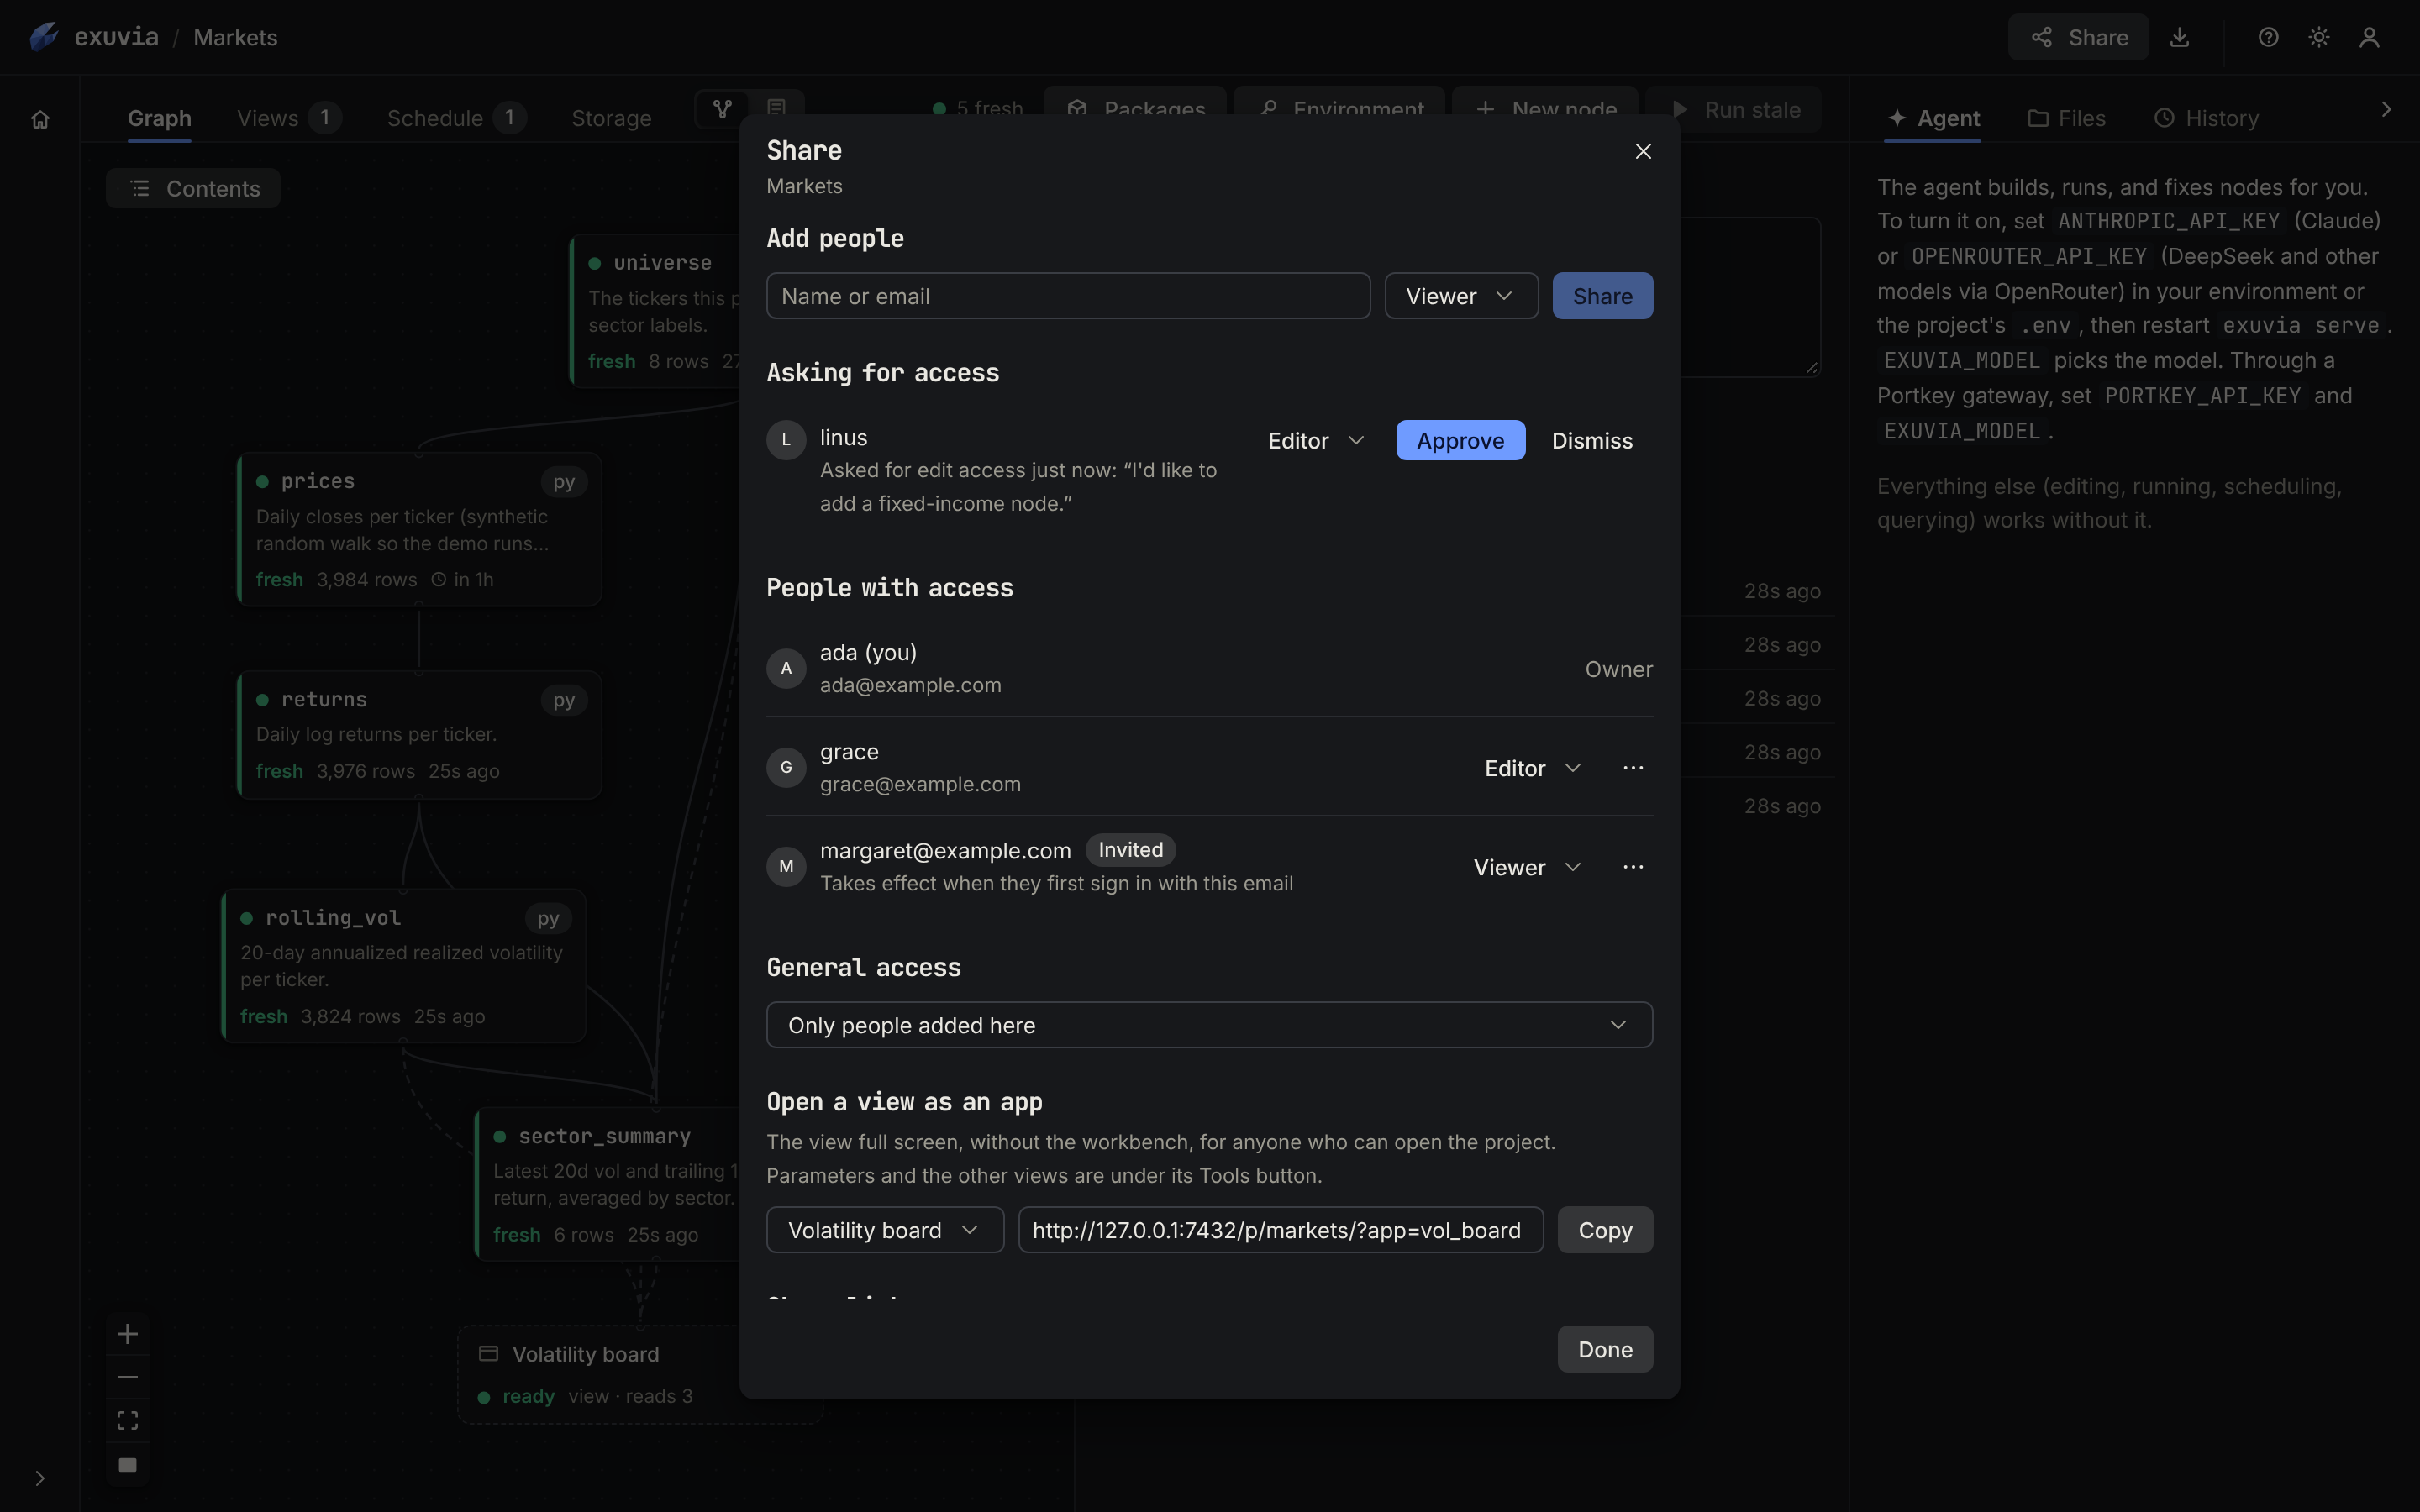 exuvia / Markets
Share
Graph
Views 1
Schedule 1
Storage
5 fresh
Packages
Environment
New node
Run stale
Agent
Files
History
Contents
universe
The tickers this p
sector labels.
fresh 8 rows 27
prices py
Daily closes per ticker (synthetic
random walk so the demo runs...
fresh 3,984 rows in 1h
returns py
Daily log returns per ticker.
fresh 3,976 rows 25s ago
rolling_vol py
20-day annualized realized volatility
per ticker.
fresh 3,824 rows 25s ago
sector_summary
Latest 20d vol and trailing 1
return, averaged by sector.
fresh 6 rows 25s ago
Volatility board
ready view · reads 3
Share
Markets
Add people
Name or email
Viewer
Share
Asking for access
L
linus
Asked for edit access just now: “I'd like to
add a fixed-income node.”
Editor
Approve
Dismiss
People with access
A
ada (you)
ada@example.com
Owner
G
grace
grace@example.com
Editor
M
margaret@example.com Invited
Takes effect when they first sign in with this email
Viewer
General access
Only people added here
Open a view as an app
The view full screen, without the workbench, for anyone who can open the project.
Parameters and the other views are under its Tools button.
Volatility board
http://127.0.0.1:7432/p/markets/?app=vol_board
Copy
Done
28s ago
28s ago
28s ago
28s ago
28s ago
The agent builds, runs, and fixes nodes for you.
To turn it on, set ANTHROPIC_API_KEY (Claude)
or OPENROUTER_API_KEY (DeepSeek and other
models via OpenRouter) in your environment or
the project's .env, then restart exuvia serve.
EXUVIA_MODEL picks the model. Through a
Portkey gateway, set PORTKEY_API_KEY and
EXUVIA_MODEL.
Everything else (editing, running, scheduling,
querying) works without it.